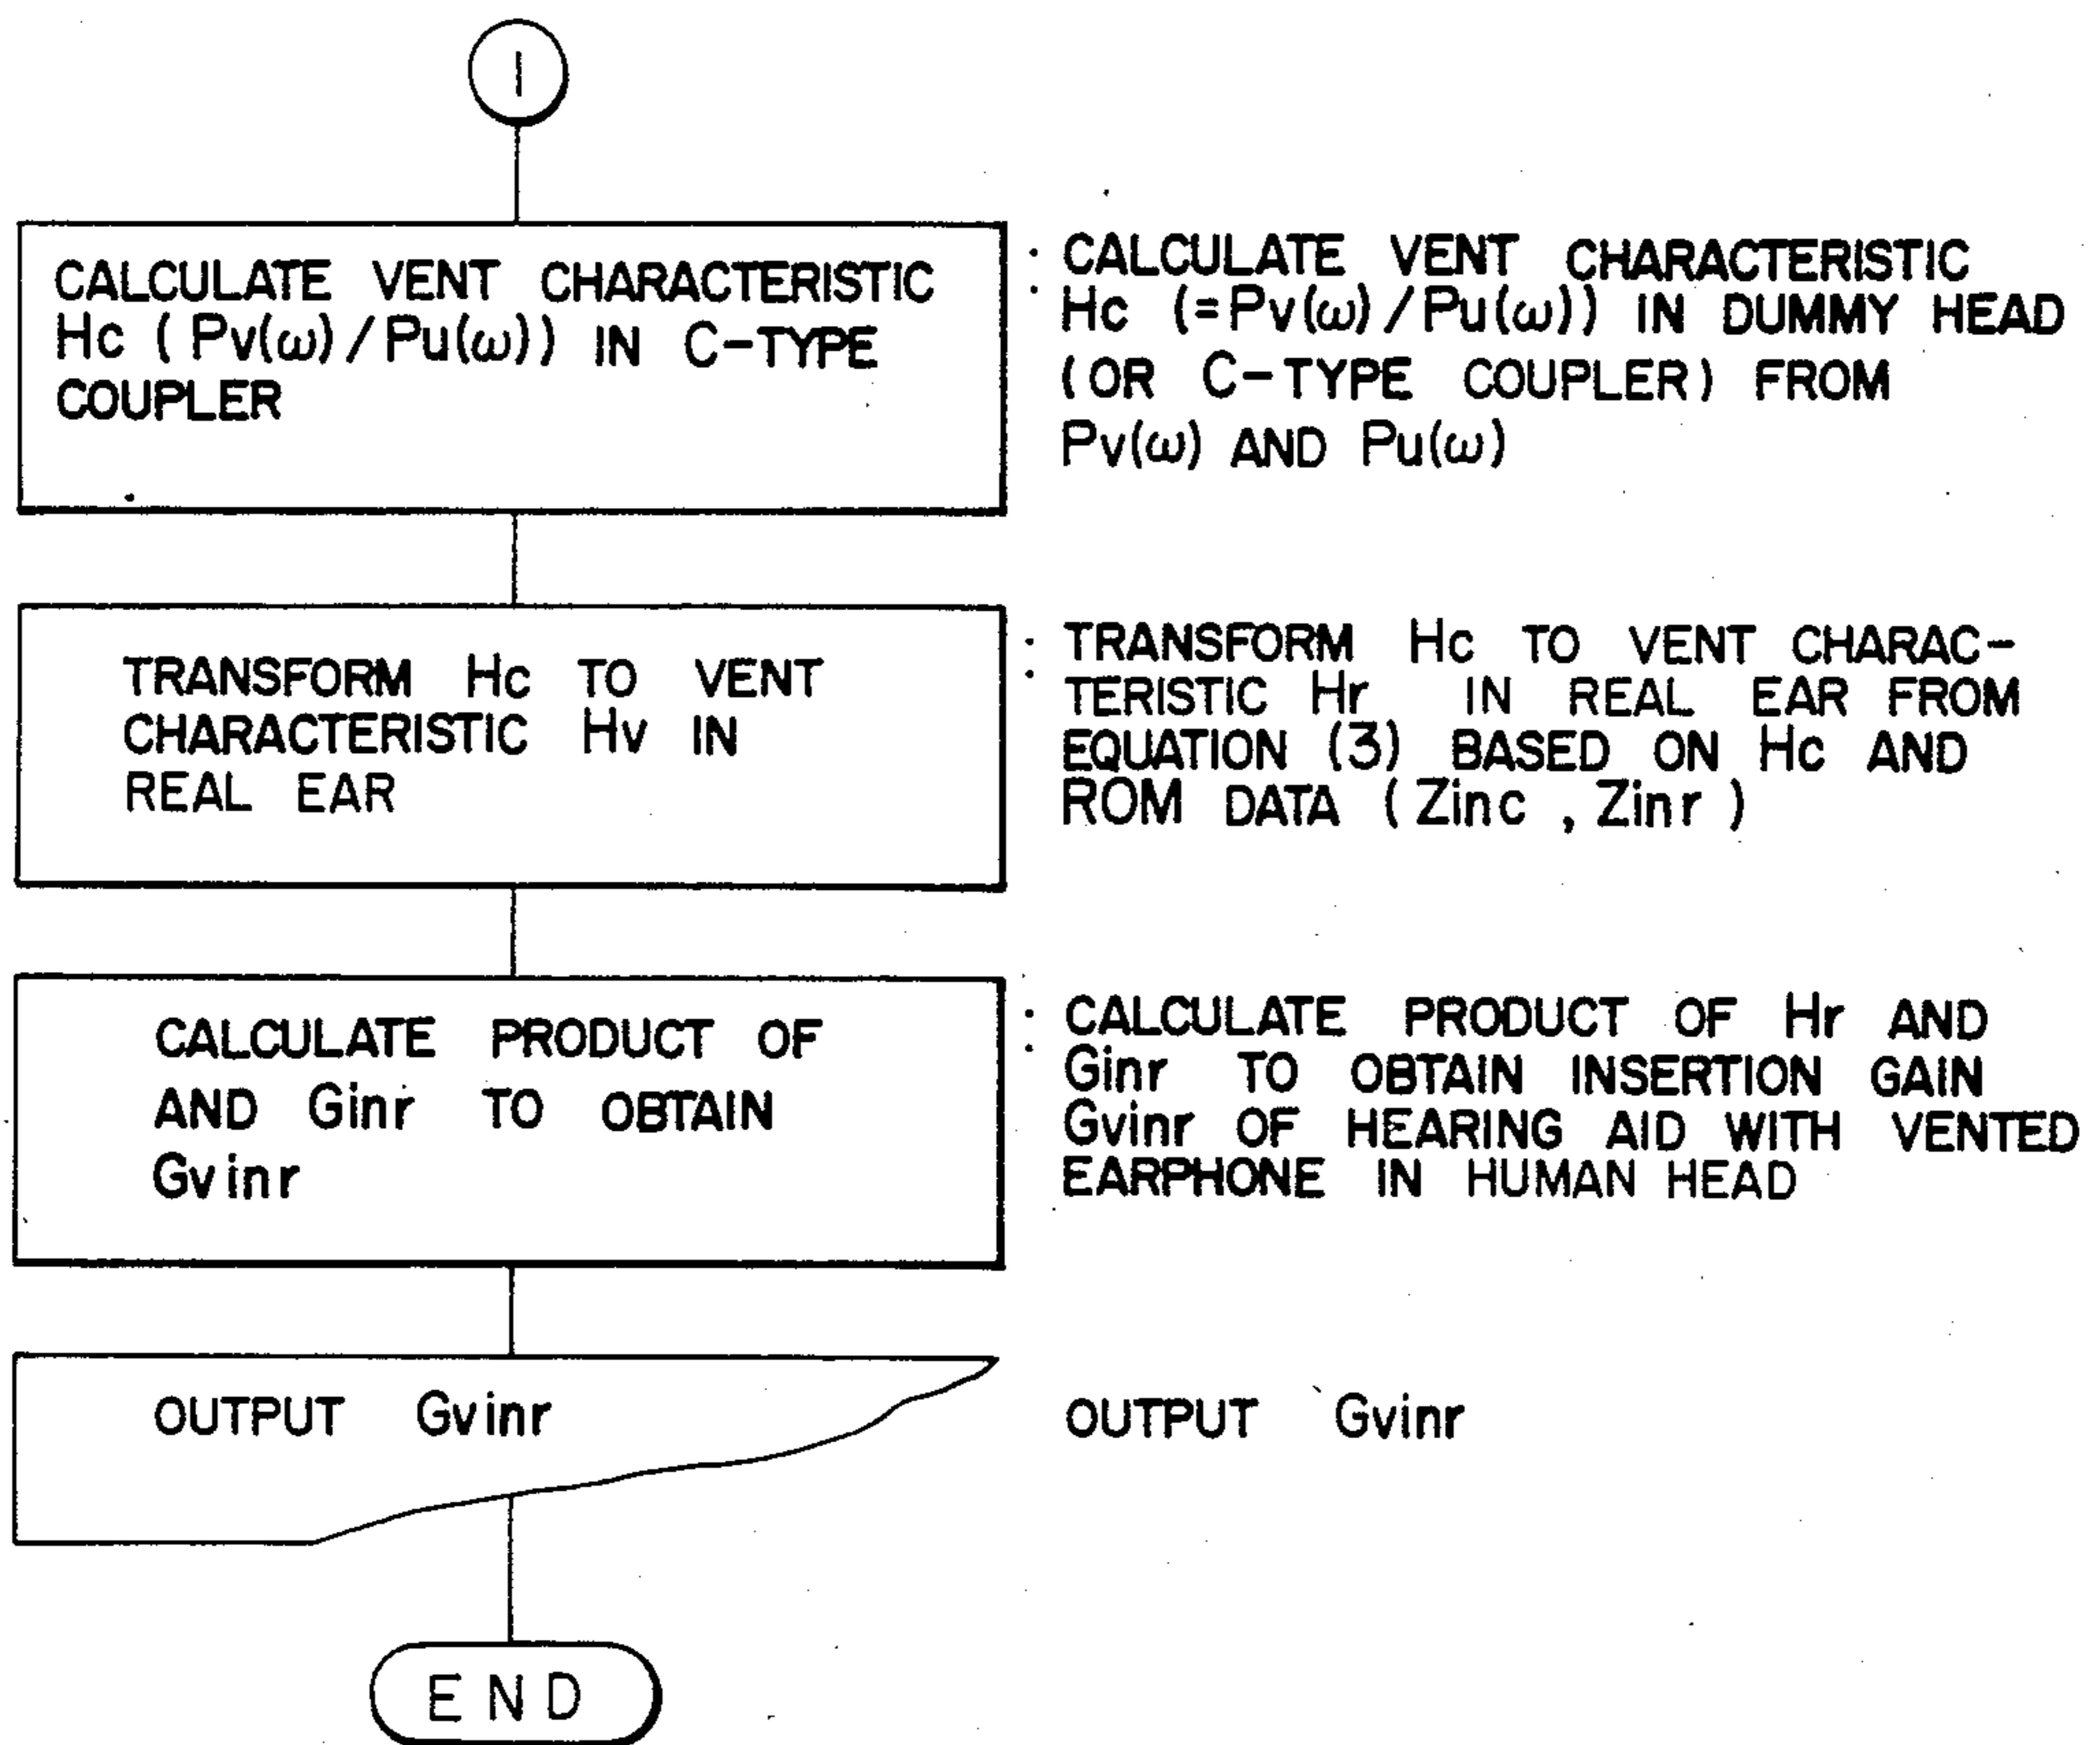 1
CALCULATE VENT CHARACTERISTIC
Hc ( Pv(ω) / Pu(ω)) IN C-TYPE
COUPLER
: CALCULATE VENT CHARACTERISTIC
Hc (=Pv(ω) / Pu(ω)) IN DUMMY HEAD
(OR C-TYPE COUPLER) FROM
Pv(ω) AND Pu(ω)
TRANSFORM Hc TO VENT
CHARACTERISTIC Hv IN
REAL EAR
: TRANSFORM Hc TO VENT CHARAC-
TERISTIC Hr IN REAL EAR FROM
EQUATION (3) BASED ON Hc AND
ROM DATA ( Zinc , Zinr )
CALCULATE PRODUCT OF
AND Ginr TO OBTAIN
Gvinr
: CALCULATE PRODUCT OF Hr AND
Ginr TO OBTAIN INSERTION GAIN
Gvinr OF HEARING AID WITH VENTED
EARPHONE IN HUMAN HEAD
OUTPUT Gvinr
OUTPUT Gvinr
END